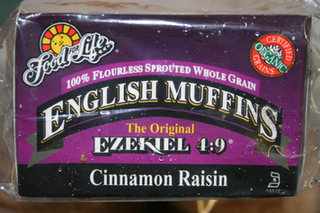 Food For Life
CERTIFIED
ORGANIC
GRAINS
100% FLOURLESS SPROUTED WHOLE GRAIN
ENGLISH MUFFINS
The Original
EZEKIEL 4:9®
Cinnamon Raisin